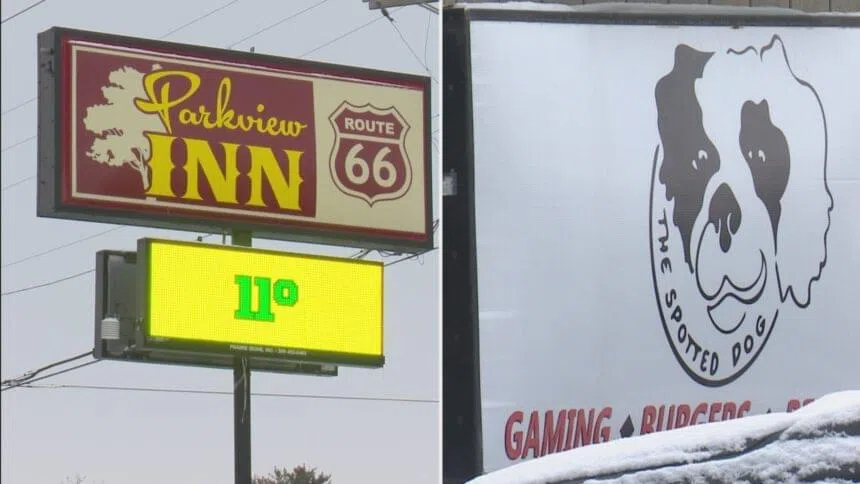 Parkview
INN
ROUTE
66
11°
THE SPOTTED DOG
GAMING ♦ BURGERS ♦